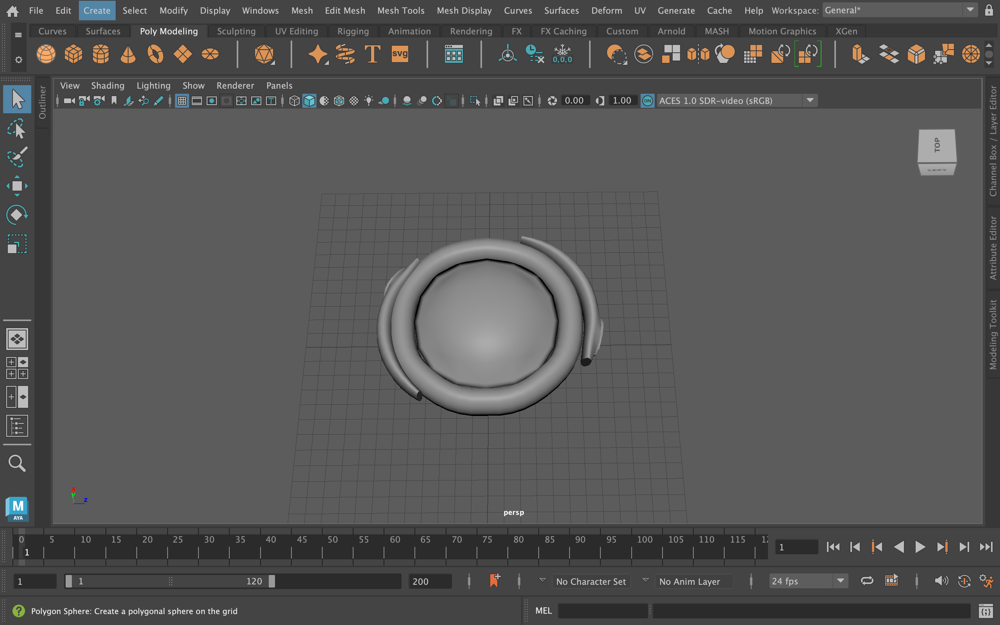 File Edit Create Select Modify Display Windows Mesh Edit Mesh Mesh Tools Mesh Display Curves Surfaces Deform UV Generate Cache Help Workspace: General*
Curves Surfaces Poly Modeling Sculpting UV Editing Rigging Animation Rendering FX FX Caching Custom Arnold MASH Motion Graphics XGen
T svg 0,0,0
View Shading Lighting Show Renderer Panels
T 0.00 1.00 ON ACES 1.0 SDR-video (sRGB)
Outliner
Channel Box / Layer Editor
Attribute Editor
Modeling Toolkit
TOP
LEFT
x
y
z
persp
M
AYA
0 5 10 15 20 25 30 35 40 45 50 55 60 65 70 75 80 85 90 95 100 105 110 115
1
1
1 1 120 200 No Character Set No Anim Layer 24 fps
? Polygon Sphere: Create a polygonal sphere on the grid MEL